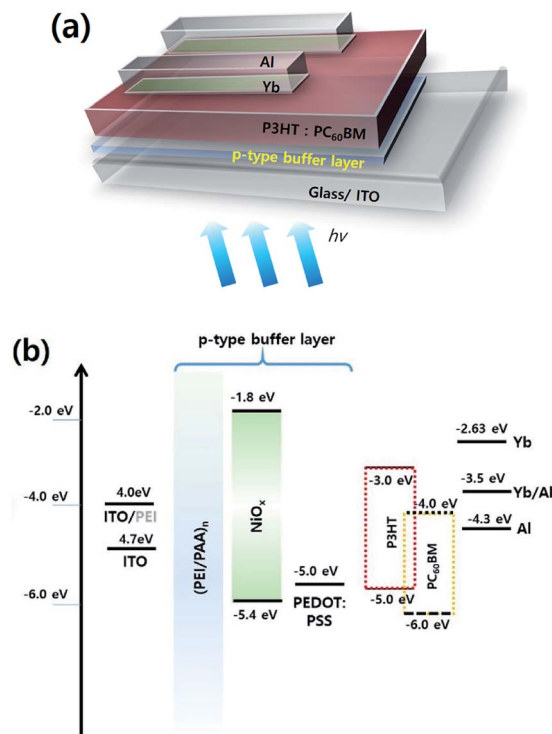 (a)
Al
Yb
P3HT : PC₆₀BM
p-type buffer layer
Glass/ ITO
hv
(b)
p-type buffer layer
-2.0 eV
-4.0 eV
-6.0 eV
4.0eV
ITO/PEI
4.7eV
ITO
(PEI/PAA)ₙ
-1.8 eV
NiOₓ
-5.4 eV
-5.0 eV
PEDOT:
PSS
-3.0 eV
P3HT
-5.0 eV
-4.0 eV
PC₆₀BM
-6.0 eV
-2.63 eV
Yb
-3.5 eV
Yb/Al
-4.3 eV
Al